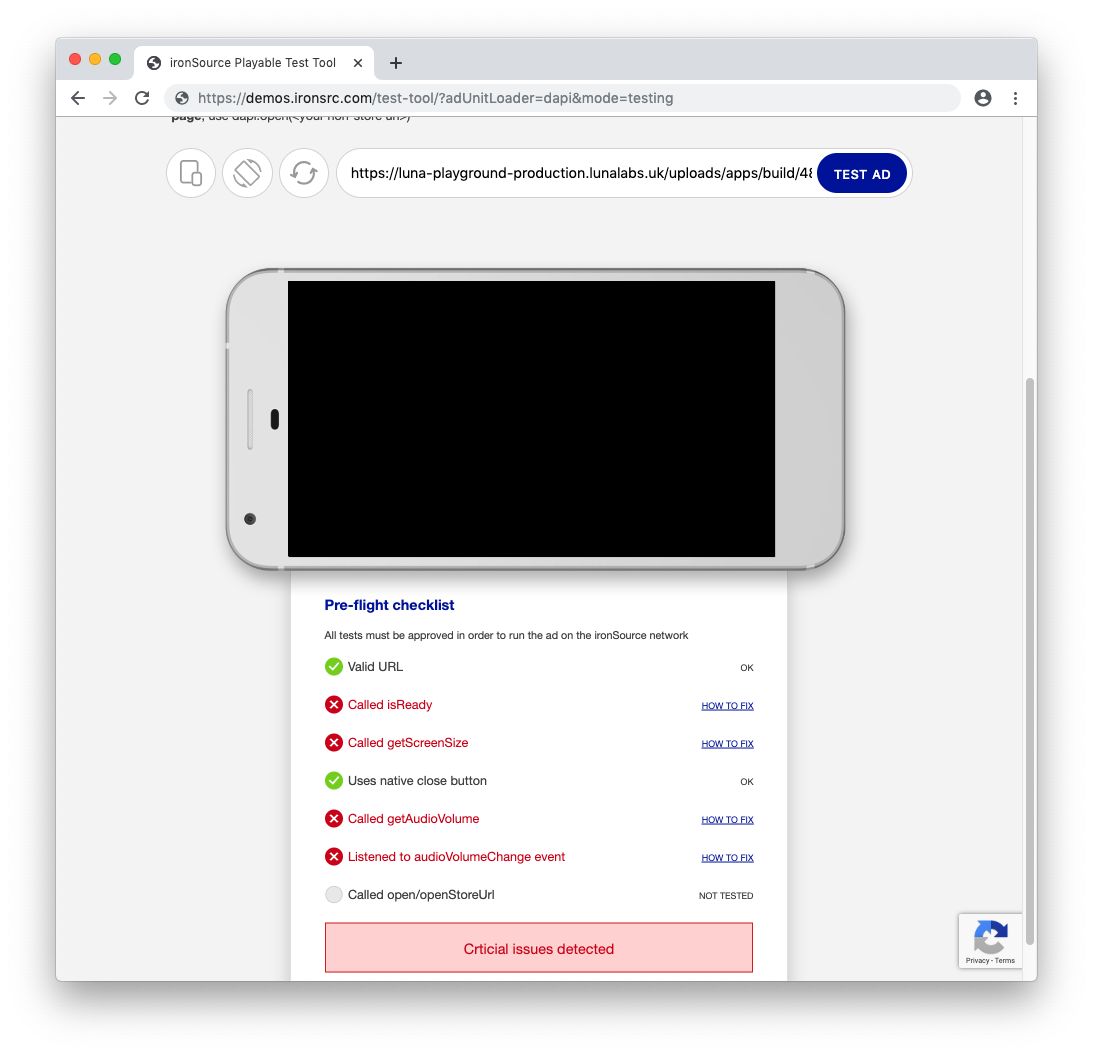 ironSource Playable Test Tool
https://demos.ironsrc.com/test-tool/?adUnitLoader=dapi&mode=testing
page, use dapi.open(<your non-store url>)
https://luna-playground-production.lunalabs.uk/uploads/apps/build/48
TEST AD
Pre-flight checklist
All tests must be approved in order to run the ad on the ironSource network
Valid URL OK
Called isReady HOW TO FIX
Called getScreenSize HOW TO FIX
Uses native close button OK
Called getAudioVolume HOW TO FIX
Listened to audioVolumeChange event HOW TO FIX
Called open/openStoreUrl NOT TESTED
Crticial issues detected
Privacy - Terms